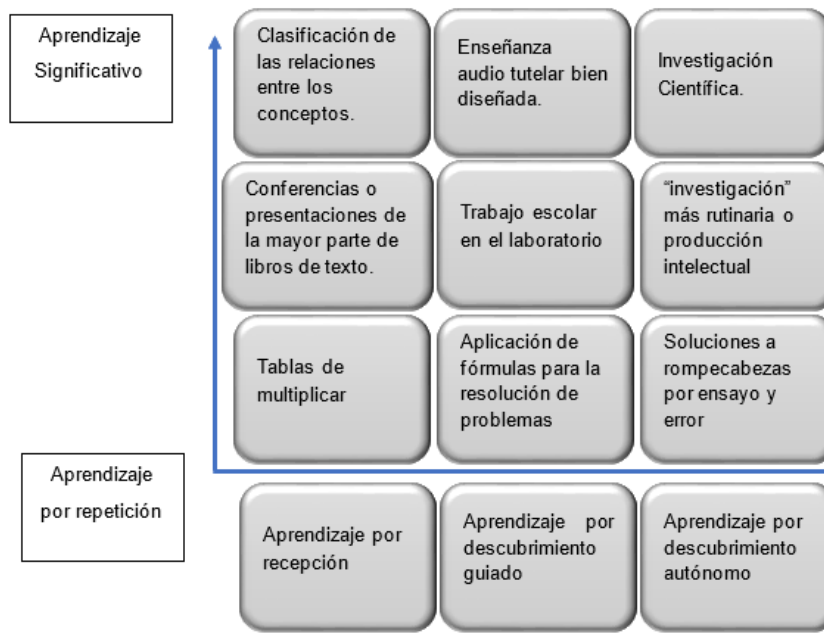 Aprendizaje
Significativo
Clasificación de
las relaciones
entre los
conceptos.
Enseñanza
audio tutelar bien
diseñada.
Investigación
Científica.
Conferencias o
presentaciones de
la mayor parte de
libros de texto.
Trabajo escolar
en el laboratorio
“investigación”
más rutinaria o
producción
intelectual
Tablas de
multiplicar
Aplicación de
fórmulas para la
resolución de
problemas
Soluciones a
rompecabezas
por ensayo y
error
Aprendizaje
por repetición
Aprendizaje por
recepción
Aprendizaje por
descubrimiento
guiado
Aprendizaje por
descubrimiento
autónomo